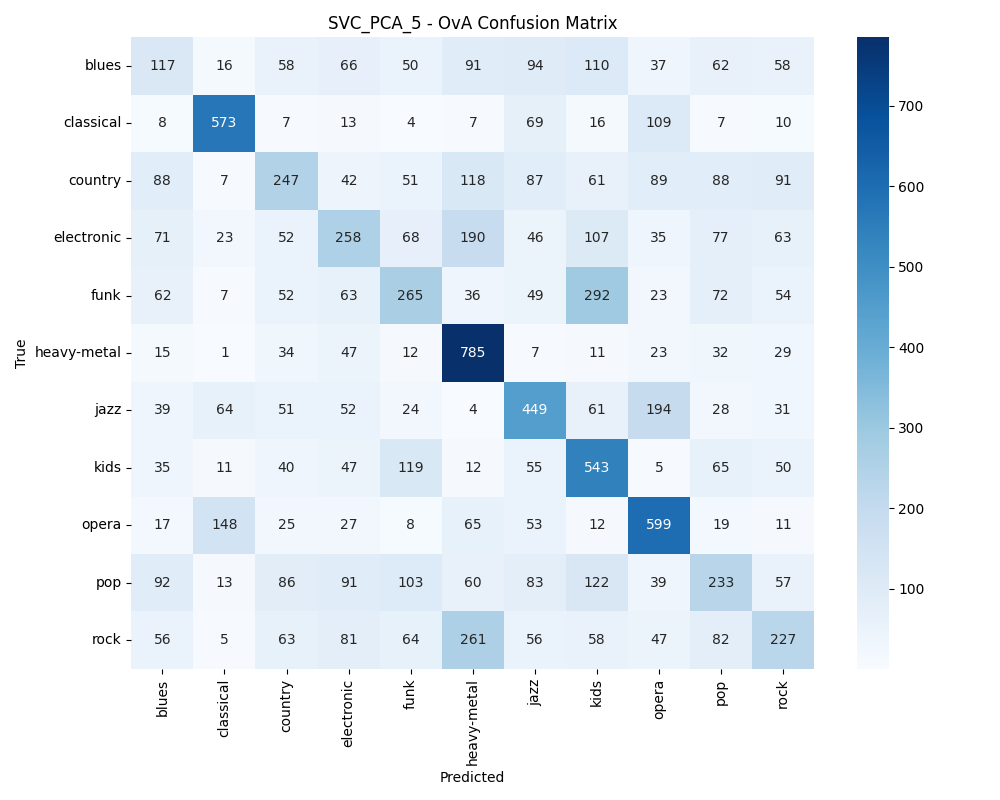 SVC_PCA_5 - OvA Confusion Matrix
blues 117 16 58 66 50 91 94 110 37 62 58
classical 8 573 7 13 4 7 69 16 109 7 10
country 88 7 247 42 51 118 87 61 89 88 91
electronic 71 23 52 258 68 190 46 107 35 77 63
funk 62 7 52 63 265 36 49 292 23 72 54
heavy-metal 15 1 34 47 12 785 7 11 23 32 29
jazz 39 64 51 52 24 4 449 61 194 28 31
kids 35 11 40 47 119 12 55 543 5 65 50
opera 17 148 25 27 8 65 53 12 599 19 11
pop 92 13 86 91 103 60 83 122 39 233 57
rock 56 5 63 81 64 261 56 58 47 82 227
True
blues classical country electronic funk heavy-metal jazz kids opera pop rock
Predicted
700
600
500
400
300
200
100